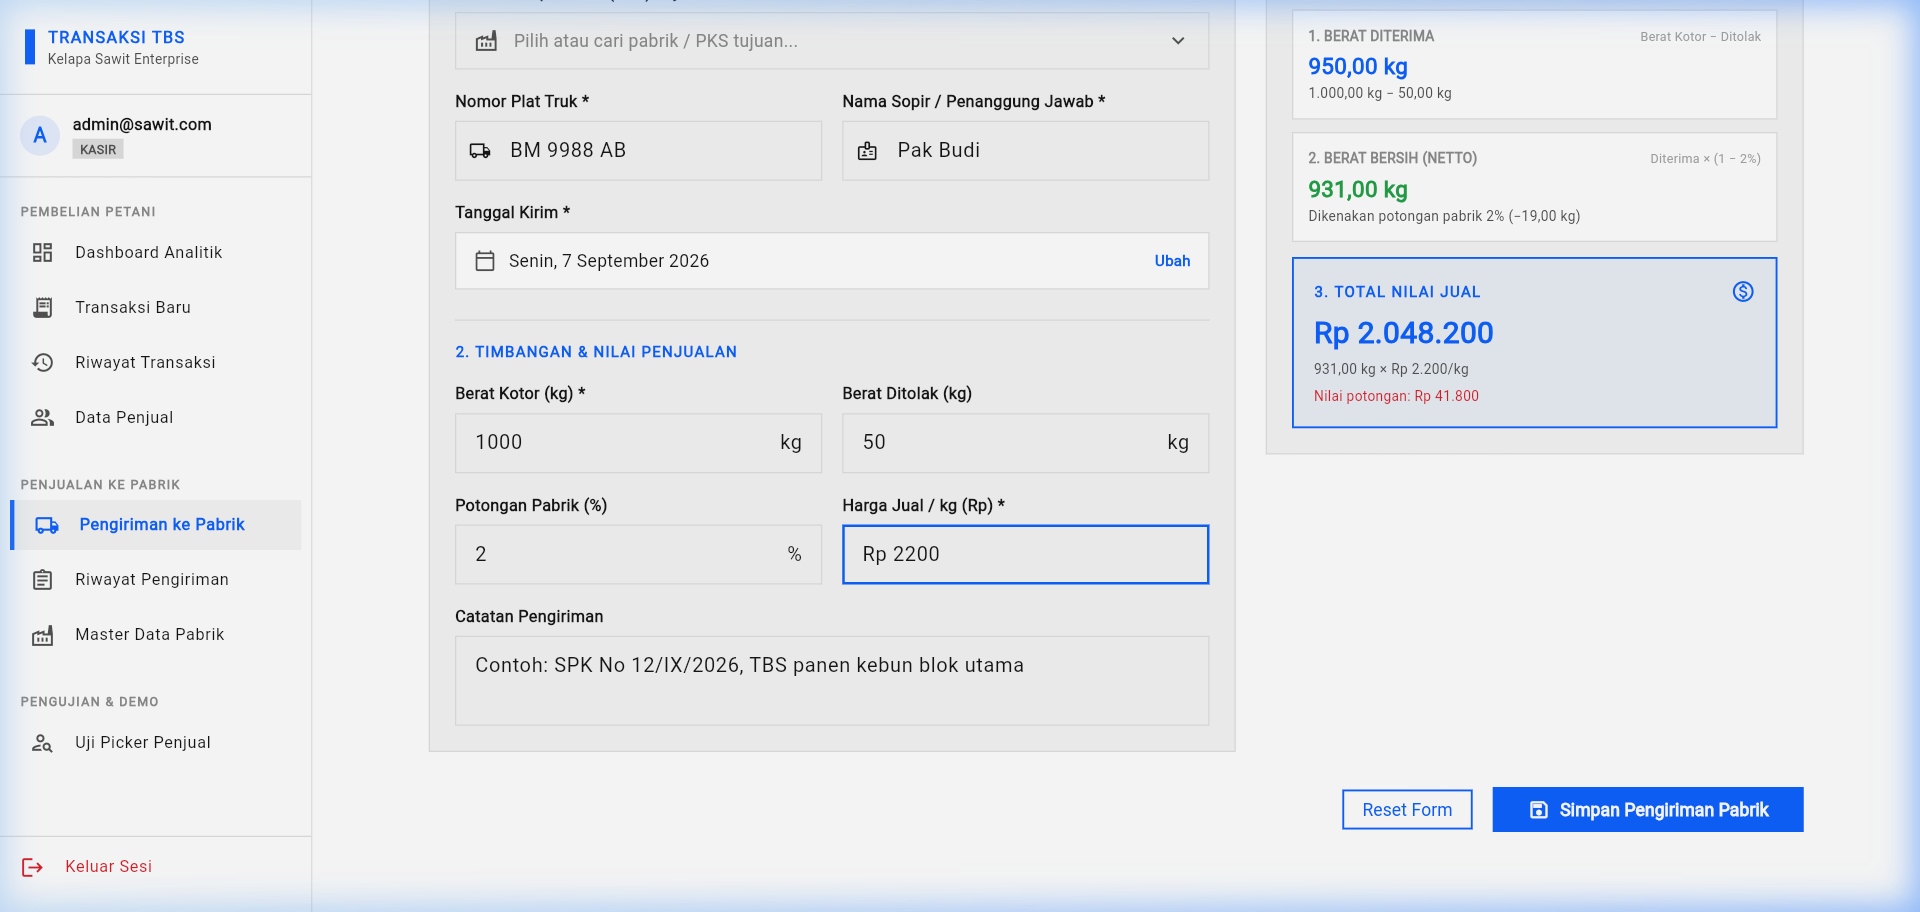 TRANSAKSI TBS
Kelapa Sawit Enterprise
A
admin@sawit.com
KASIR
PEMBELIAN PETANI
Dashboard Analitik
Transaksi Baru
Riwayat Transaksi
Data Penjual
PENJUALAN KE PABRIK
Pengiriman ke Pabrik
Riwayat Pengiriman
Master Data Pabrik
PENGUJIAN & DEMO
Uji Picker Penjual
Keluar Sesi
Pilih atau cari pabrik / PKS tujuan...
Nomor Plat Truk *
Nama Sopir / Penanggung Jawab *
BM 9988 AB
Pak Budi
Tanggal Kirim *
Senin, 7 September 2026
Ubah
2. TIMBANGAN & NILAI PENJUALAN
Berat Kotor (kg) *
Berat Ditolak (kg)
1000 kg
50 kg
Potongan Pabrik (%)
Harga Jual / kg (Rp) *
2 %
Rp 2200
Catatan Pengiriman
Contoh: SPK No 12/IX/2026, TBS panen kebun blok utama
1. BERAT DITERIMA
Berat Kotor − Ditolak
950,00 kg
1.000,00 kg − 50,00 kg
2. BERAT BERSIH (NETTO)
Diterima × (1 − 2%)
931,00 kg
Dikenakan potongan pabrik 2% (−19,00 kg)
3. TOTAL NILAI JUAL
Rp 2.048.200
931,00 kg × Rp 2.200/kg
Nilai potongan: Rp 41.800
Reset Form
Simpan Pengiriman Pabrik